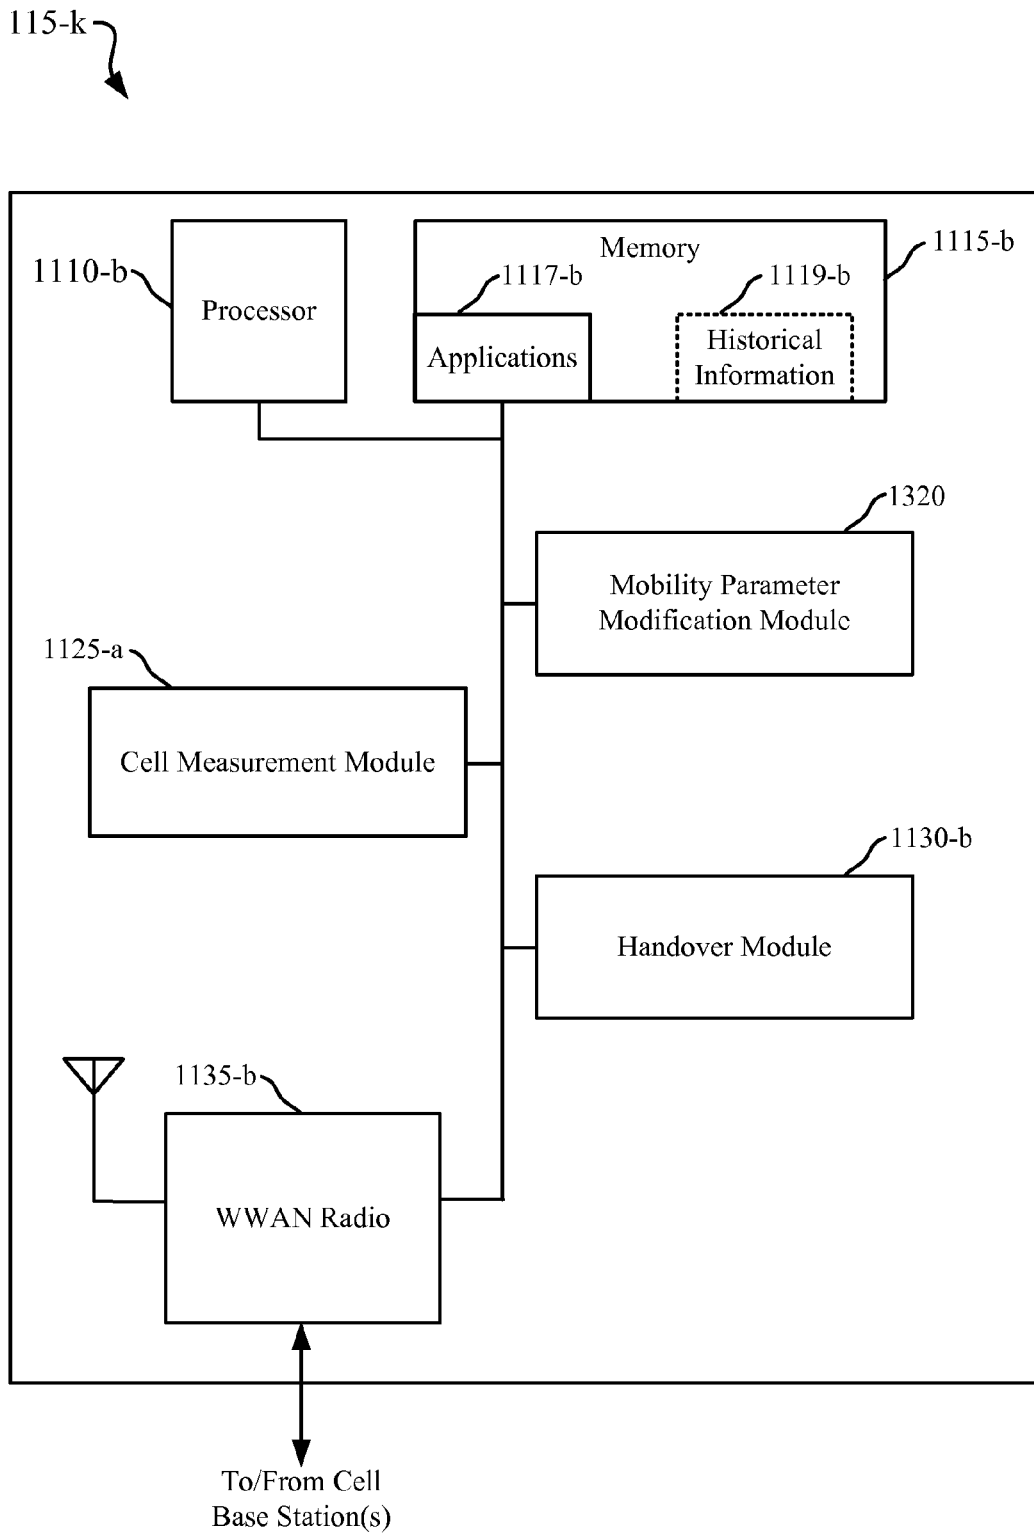 115-k
1110-b
Processor
Memory
1115-b
1117-b
1119-b
Applications
Historical
Information
1320
Mobility Parameter
Modification Module
1125-a
Cell Measurement Module
1130-b
Handover Module
1135-b
WWAN Radio
To/From Cell
Base Station(s)